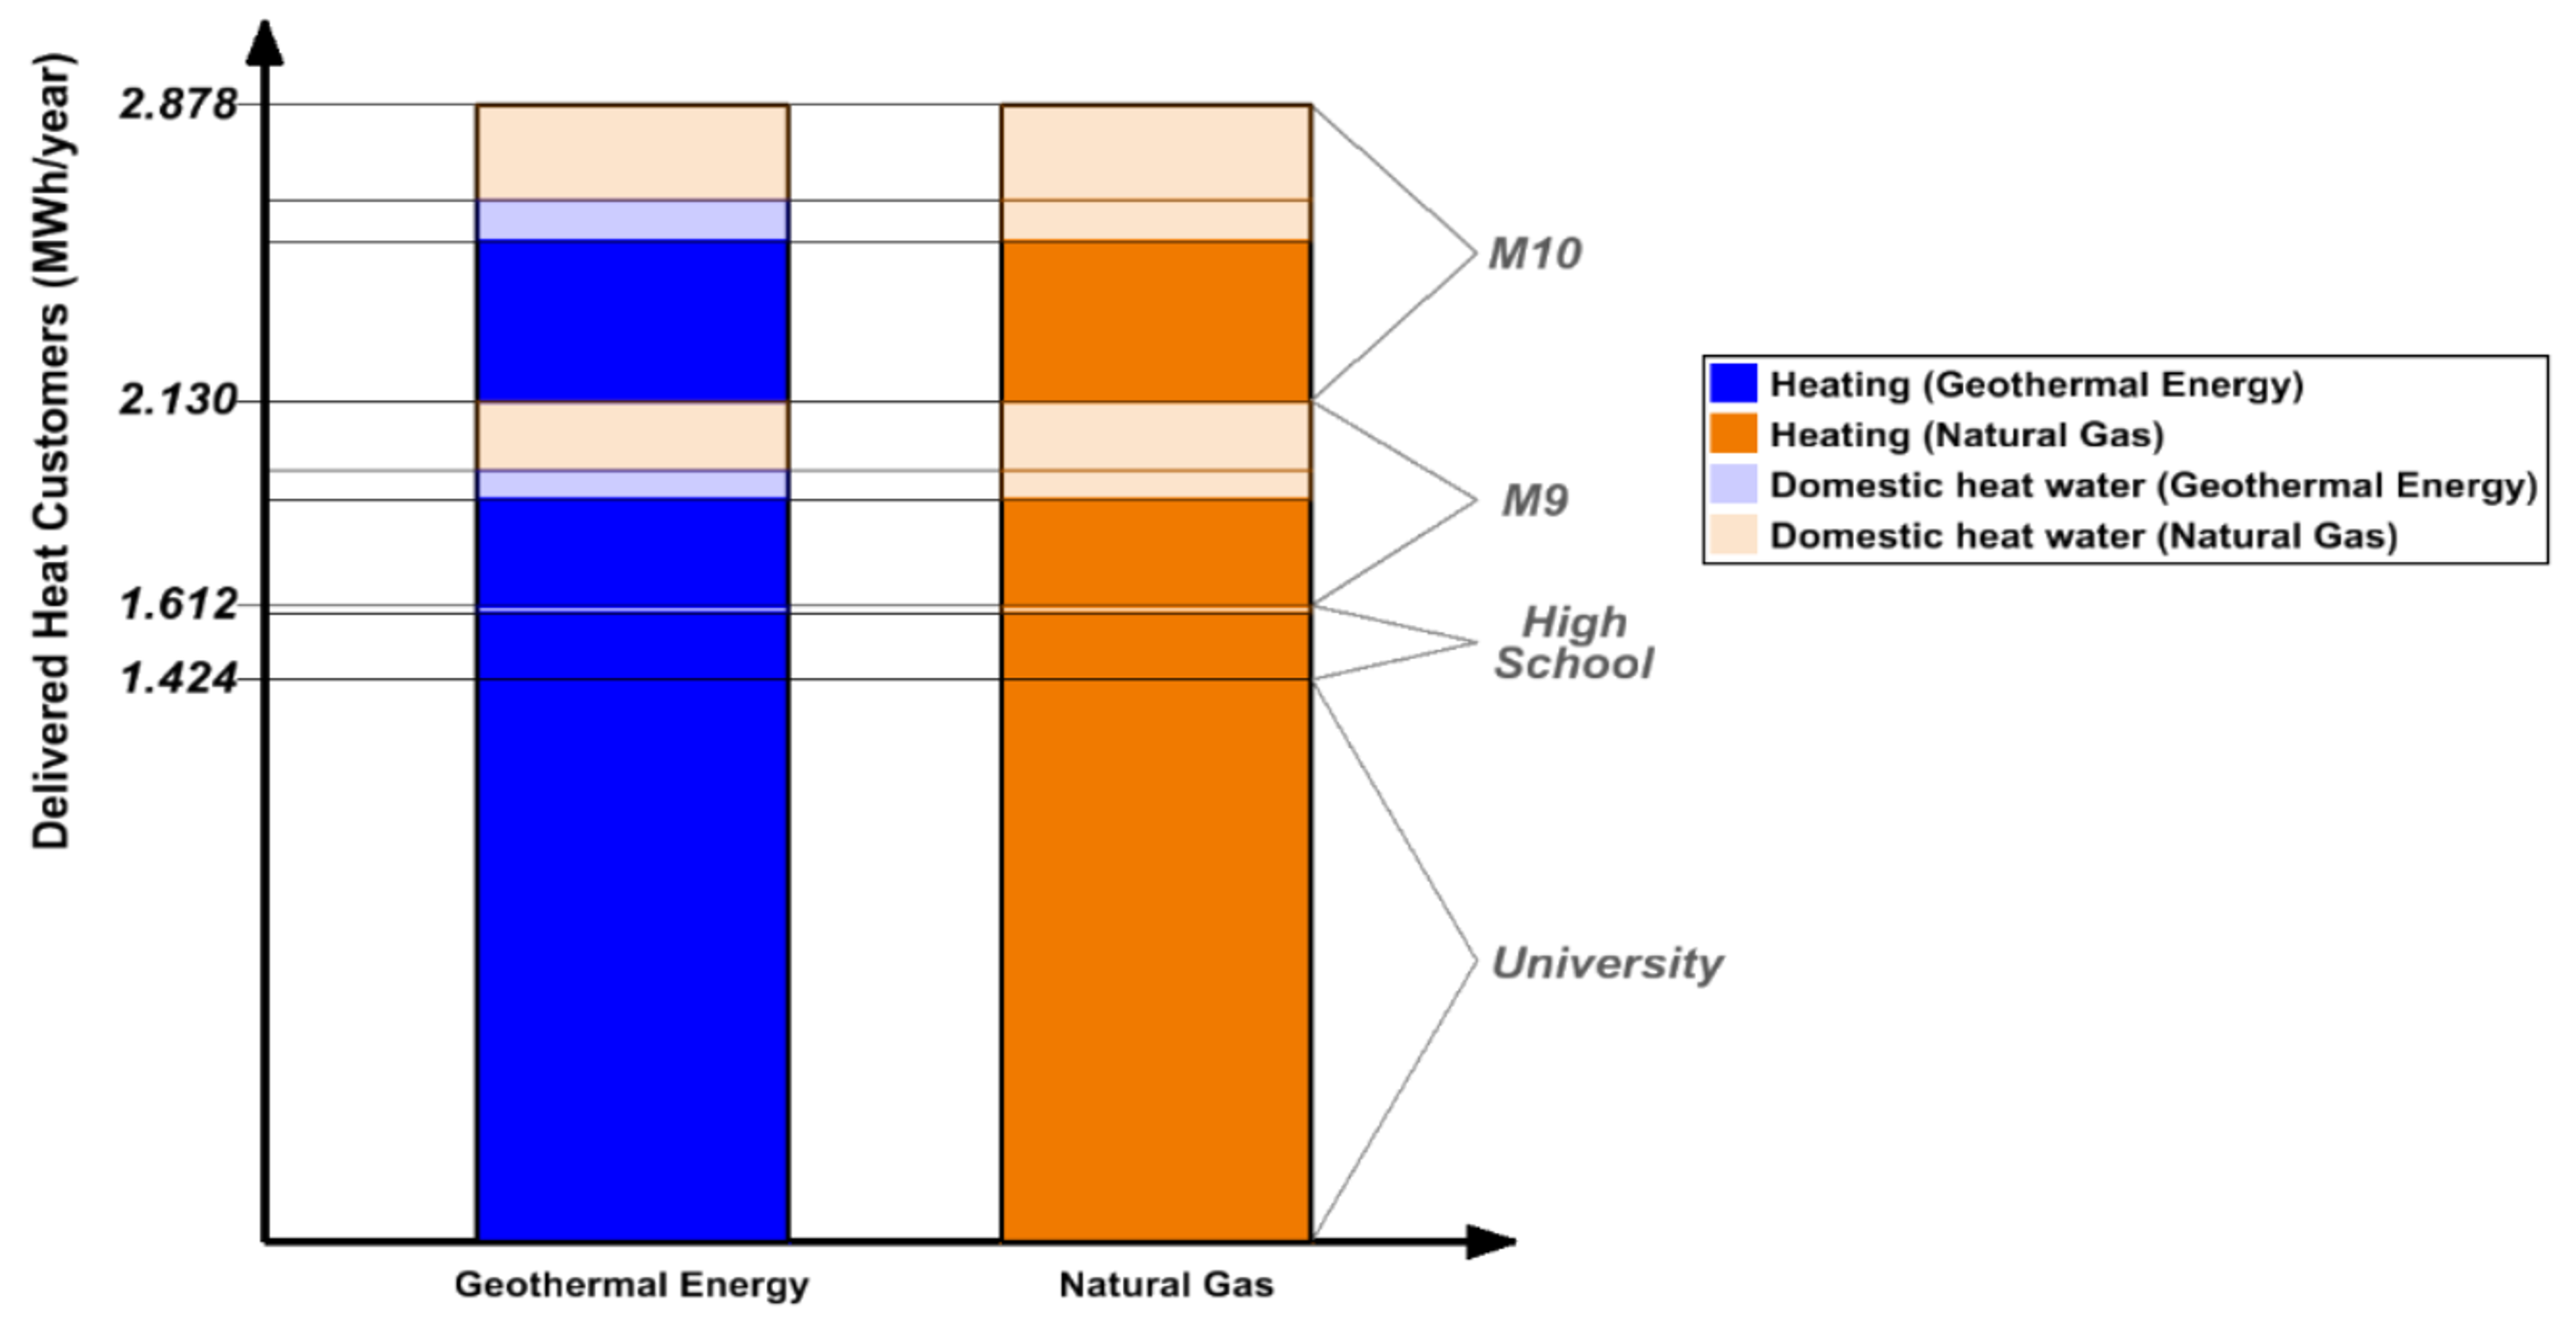 Delivered Heat Customers (MWh/year)
2.878
2.130
1.612
1.424
M10
M9
High
School
University
Heating (Geothermal Energy)
Heating (Natural Gas)
Domestic heat water (Geothermal Energy)
Domestic heat water (Natural Gas)
Geothermal Energy
Natural Gas